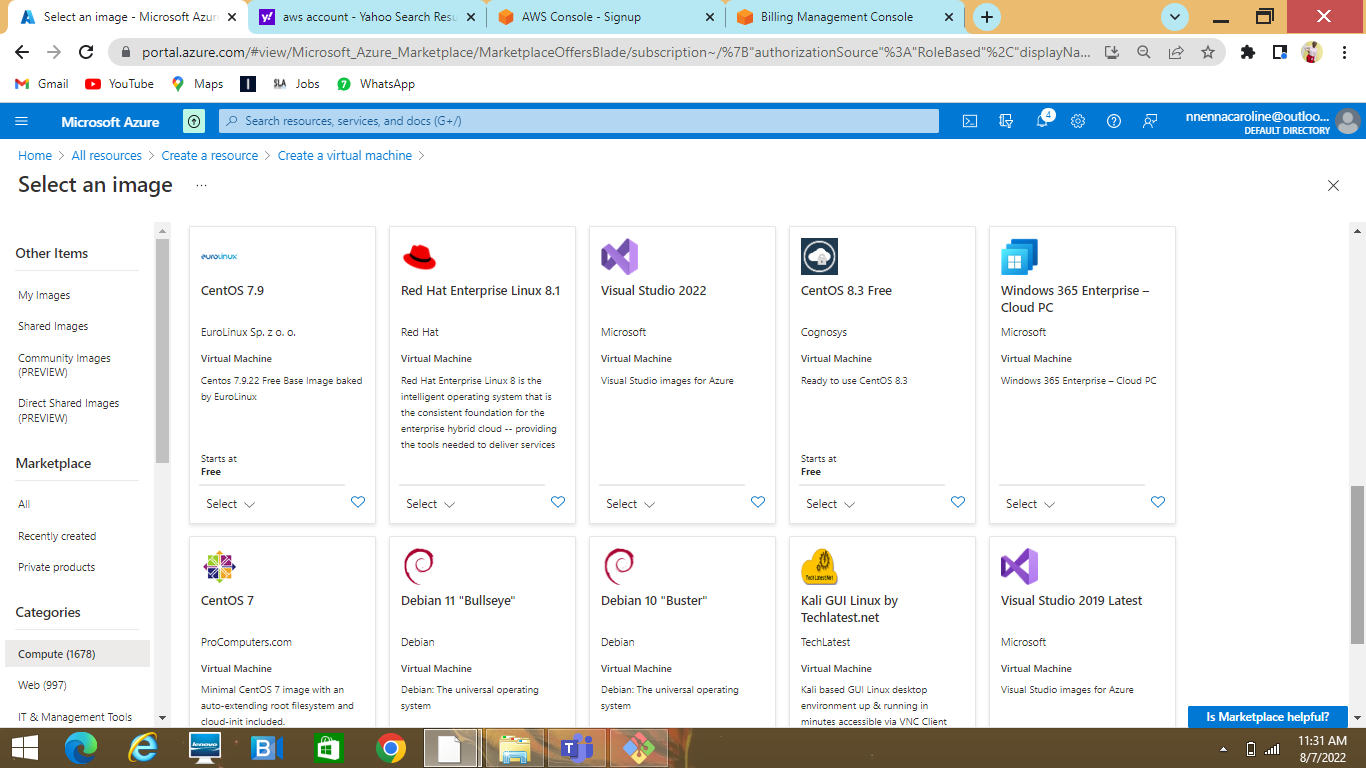 Select an image - Microsoft Azur
aws account - Yahoo Search Resu
AWS Console - Signup
Billing Management Console
portal.azure.com/#view/Microsoft_Azure_Marketplace/MarketplaceOffersBlade/subscription~/%7B"authorizationSource"%3A"RoleBased"%2C"displayNa...
Gmail
YouTube
Maps
SLA
Jobs
WhatsApp
Microsoft Azure
Search resources, services, and docs (G+/)
4
nnennacaroline@outloo...
DEFAULT DIRECTORY
Home > All resources > Create a resource > Create a virtual machine >
Select an image
...
Other Items
My Images
Shared Images
Community Images
(PREVIEW)
Direct Shared Images
(PREVIEW)
Marketplace
All
Recently created
Private products
Categories
Compute (1678)
Web (997)
IT & Management Tools
eurolinux
CentOS 7.9
EuroLinux Sp. z o. o.
Virtual Machine
Centos 7.9.22 Free Base Image baked
by EuroLinux
Starts at
Free
Select
Red Hat Enterprise Linux 8.1
Red Hat
Virtual Machine
Red Hat Enterprise Linux 8 is the
intelligent operating system that is
the consistent foundation for the
enterprise hybrid cloud -- providing
the tools needed to deliver services
Select
Visual Studio 2022
Microsoft
Virtual Machine
Visual Studio images for Azure
Select
CentOS 8.3 Free
Cognosys
Virtual Machine
Ready to use CentOS 8.3
Starts at
Free
Select
Windows 365 Enterprise –
Cloud PC
Microsoft
Virtual Machine
Windows 365 Enterprise – Cloud PC
Select
CentOS 7
ProComputers.com
Virtual Machine
Minimal CentOS 7 image with an
auto-extending root filesystem and
cloud-init included.
Debian 11 "Bullseye"
Debian
Virtual Machine
Debian: The universal operating
system
Debian 10 "Buster"
Debian
Virtual Machine
Debian: The universal operating
system
Tech Latest.Net
Kali GUI Linux by
Techlatest.net
TechLatest
Virtual Machine
Kali based GUI Linux desktop
environment up & running in
minutes accessible via VNC Client
Visual Studio 2019 Latest
Microsoft
Virtual Machine
Visual Studio images for Azure
Is Marketplace helpful?
lenovo
11:31 AM
8/7/2022